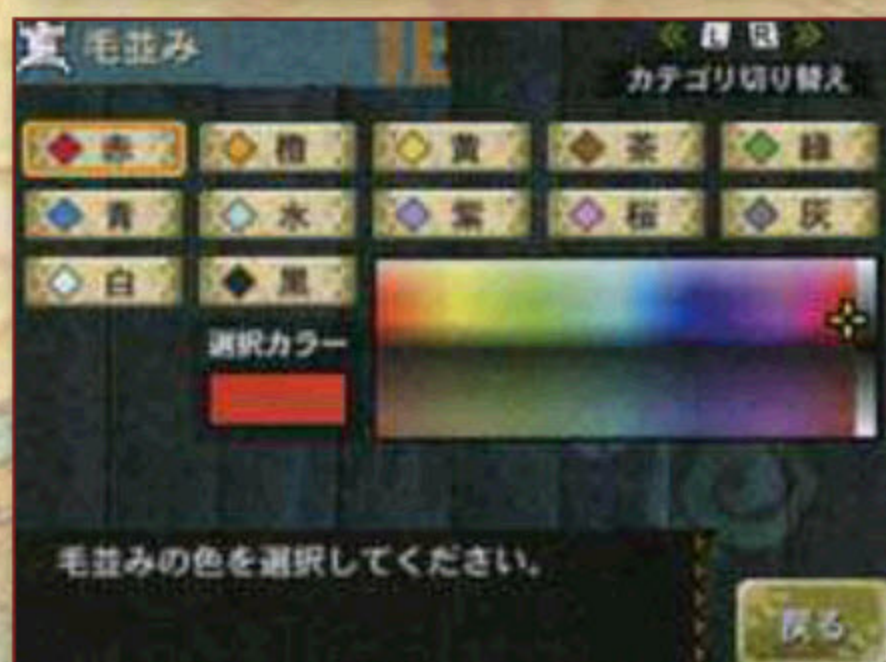 毛並み
L R
カテゴリ切り替え
赤 橙 黄 茶 緑
青 水 紫 桜 灰
白 黒
選択カラー
毛並みの色を選択してください。
戻る